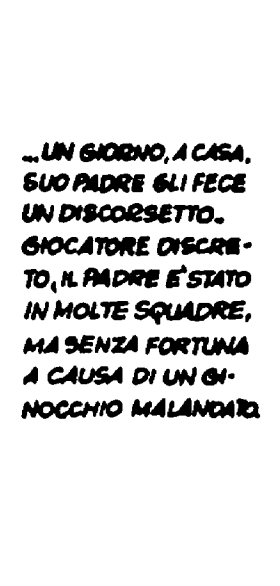 ...UN GIORNO, A CASA,
SUO PADRE GLI FECE
UN DISCORSETTO.
GIOCATORE DISCRE-
TO, IL PADRE E' STATO
IN MOLTE SQUADRE,
MA SENZA FORTUNA
A CAUSA DI UN GI-
NOCCHIO MALANDATO.